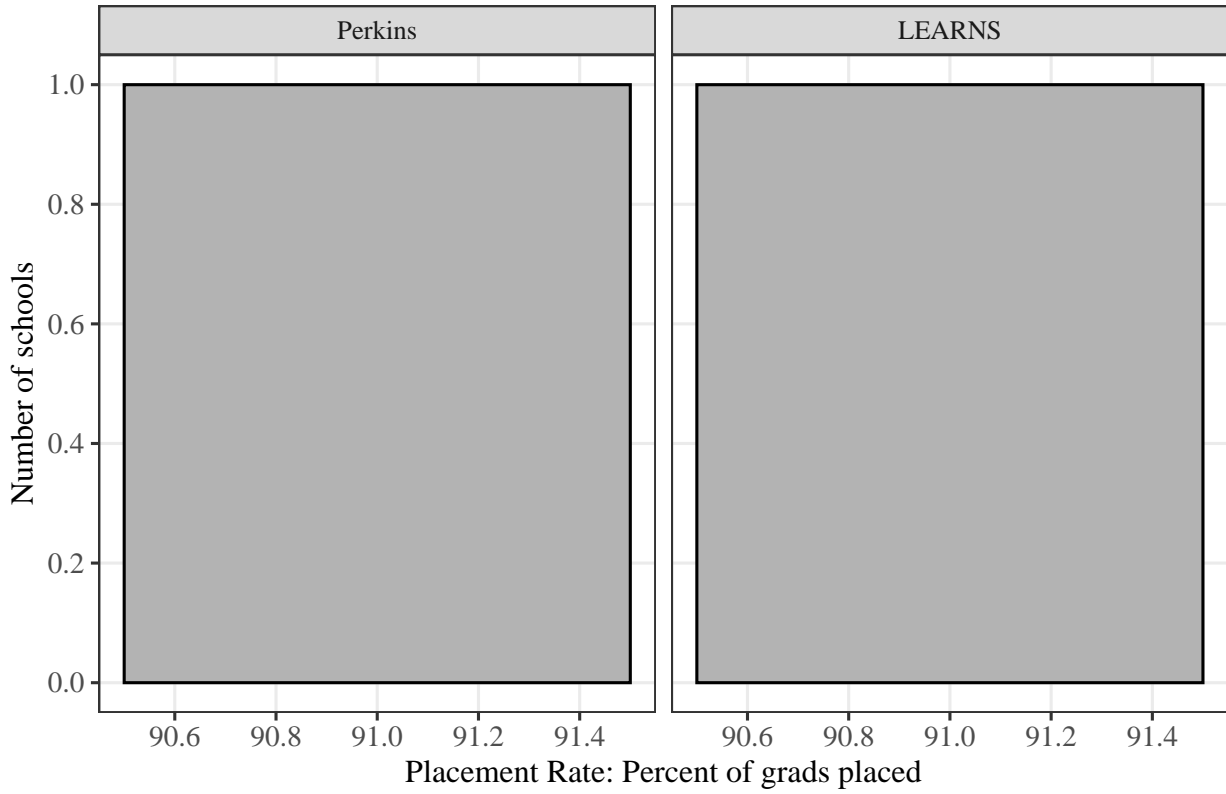 Perkins
LEARNS
Number of schools
1.0
0.8
0.6
0.4
0.2
0.0
90.6 90.8 91.0 91.2 91.4
90.6 90.8 91.0 91.2 91.4
Placement Rate: Percent of grads placed